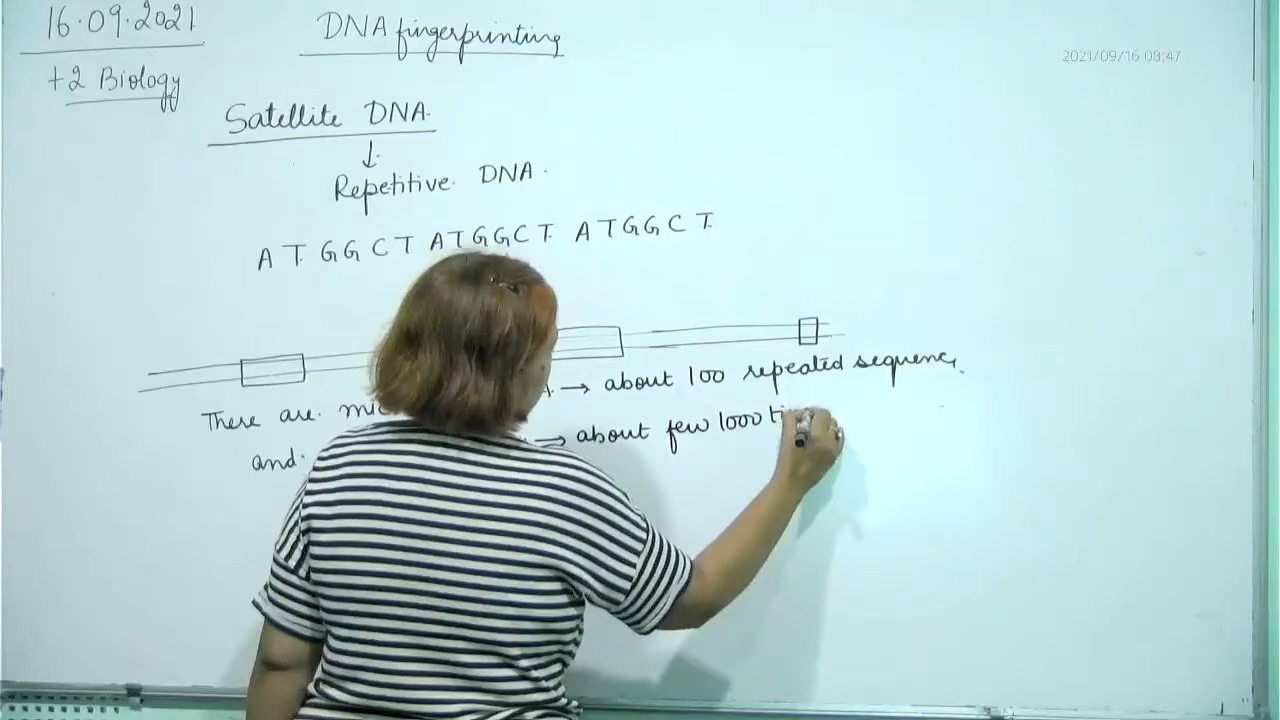 16.09.2021
DNA fingerprinting
2021/09/16 08:47
+2 Biology
Satellite DNA.
↓
Repetitive DNA.
A T G G C T A T G G C T A T G G C T
There are → about 100 repeated sequence,
and → about few 1000